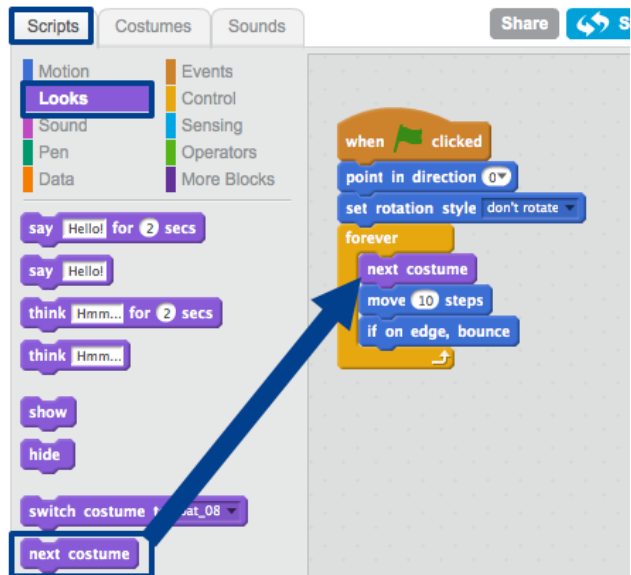 Scripts Costumes Sounds Share
Motion Events
Looks Control
Sound Sensing
Pen Operators
Data More Blocks
say Hello! for 2 secs
say Hello!
think Hmm... for 2 secs
think Hmm...
show
hide
switch costume
next costume
when clicked
point in direction 0
set rotation style don't rotate
forever
next costume
move 10 steps
if on edge, bounce